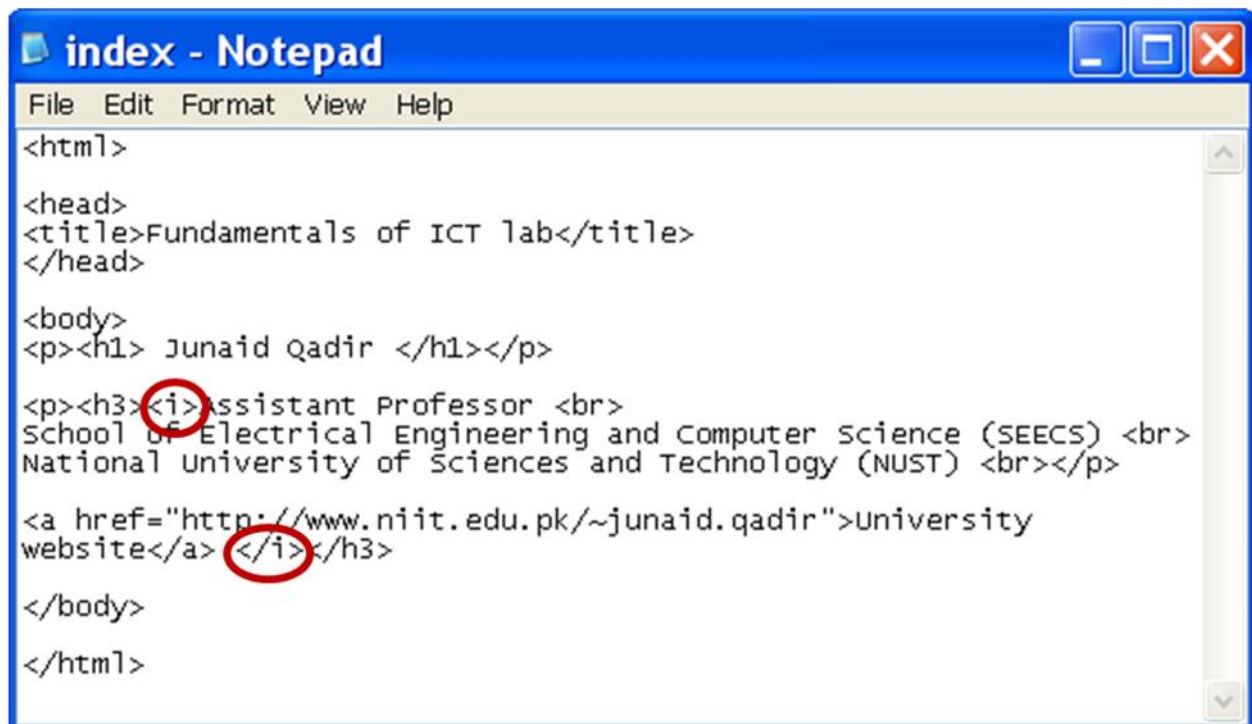 index - Notepad
File Edit Format View Help
<html>
<head>
<title>Fundamentals of ICT lab</title>
</head>
<body>
<p><h1> Junaid Qadir </h1></p>
<p><h3><i>Assistant Professor <br>
School of Electrical Engineering and Computer Science (SEECS) <br>
National University of Sciences and Technology (NUST) <br></p>
<a href="http://www.niit.edu.pk/~junaid.qadir">University
website</a> </i></h3>
</body>
</html>